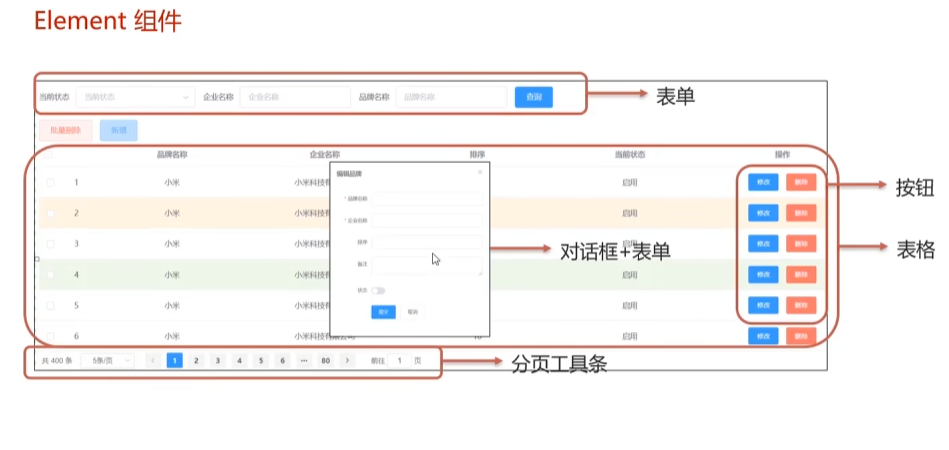 Element 组件
当前状态 当前状态 企业名称 企业名称 品牌名称 品牌名称 查询
表单
批量删除 新增
品牌名称 企业名称 排序 当前状态 操作
编辑品牌
1 小米 小米科技有 启用 修改 删除
按钮
* 品牌名称
2 小米 小米科技有 启用 修改 删除
* 企业名称
3 小米 小米科技有 启用 修改 删除
排序
对话框+表单
表格
备注
4 小米 小米科技有 启用 修改 删除
状态
5 小米 小米科技有 启用 修改 删除
提交 取消
6 小米 小米科技有限公司 10 启用 修改 删除
共 400 条 5条/页 1 2 3 4 5 6 ··· 80 前往 1 页
分页工具条